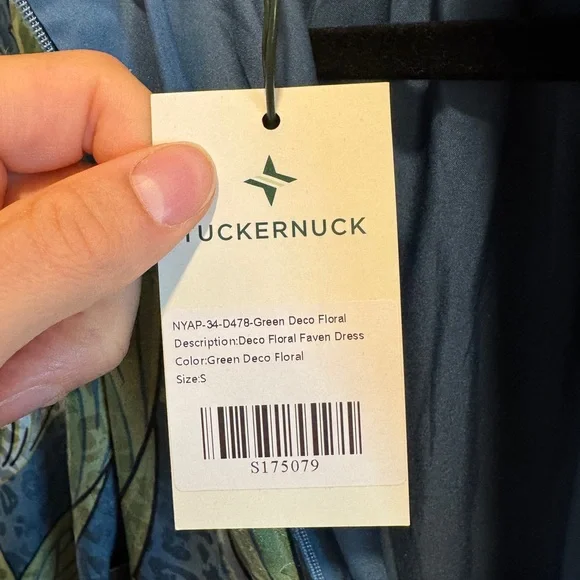 TUCKERNUCK
NYAP-34-D478-Green Deco Floral
Description:Deco Floral Faven Dress
Color:Green Deco Floral
Size:S
S175079